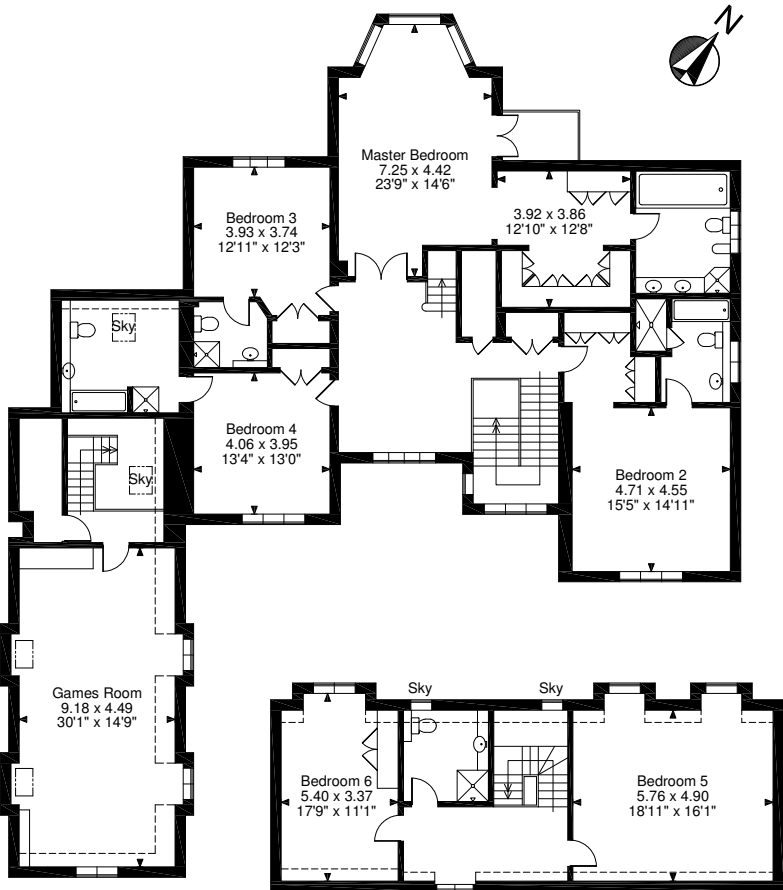 N
Master Bedroom
7.25 x 4.42
23'9" x 14'6"
Bedroom 3
3.93 x 3.74
12'11" x 12'3"
3.92 x 3.86
12'10" x 12'8"
Sky
Bedroom 4
4.06 x 3.95
13'4" x 13'0"
Sky
Bedroom 2
4.71 x 4.55
15'5" x 14'11"
Games Room
9.18 x 4.49
30'1" x 14'9"
Sky
Sky
Bedroom 6
5.40 x 3.37
17'9" x 11'1"
Bedroom 5
5.76 x 4.90
18'11" x 16'1"